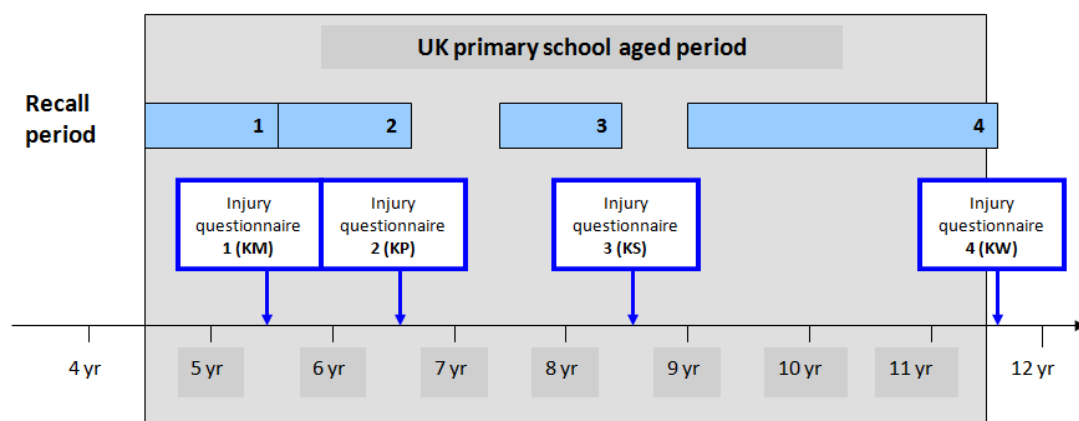 UK primary school aged period
Recall
period
1
2
3
4
Injury
questionnaire
1 (KM)
Injury
questionnaire
2 (KP)
Injury
questionnaire
3 (KS)
Injury
questionnaire
4 (KW)
4 yr
5 yr
6 yr
7 yr
8 yr
9 yr
10 yr
11 yr
12 yr